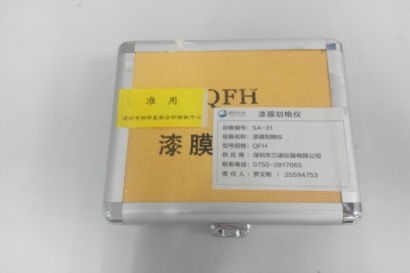 QFH
准用
漆膜
漆膜划格仪
设备编号：SA-31
设备名称：漆膜划格仪
型号规格：QFH
供应商：深圳市三诺仪器有限公司
联系电话：0755-2817065
责任人：罗文彬 / 25594753